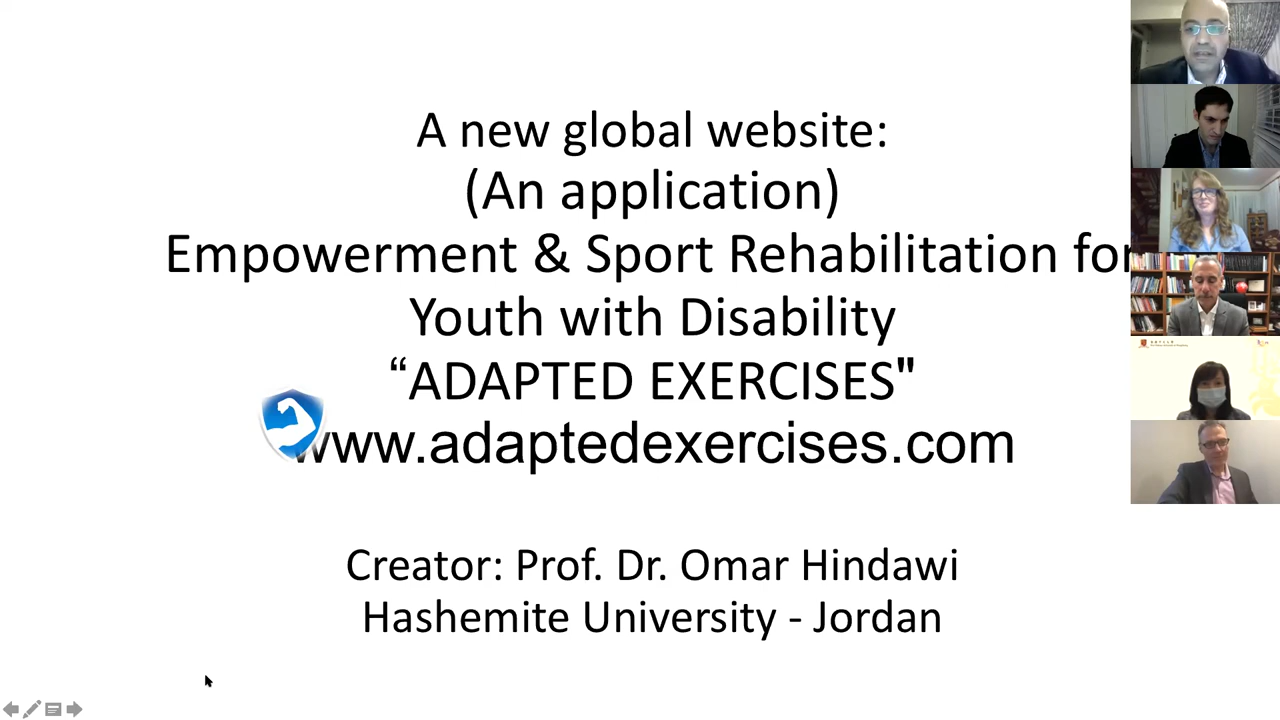 A new global website:
(An application)
Empowerment & Sport Rehabilitation for
Youth with Disability
“ADAPTED EXERCISES"
www.adaptedexercises.com
Creator: Prof. Dr. Omar Hindawi
Hashemite University - Jordan